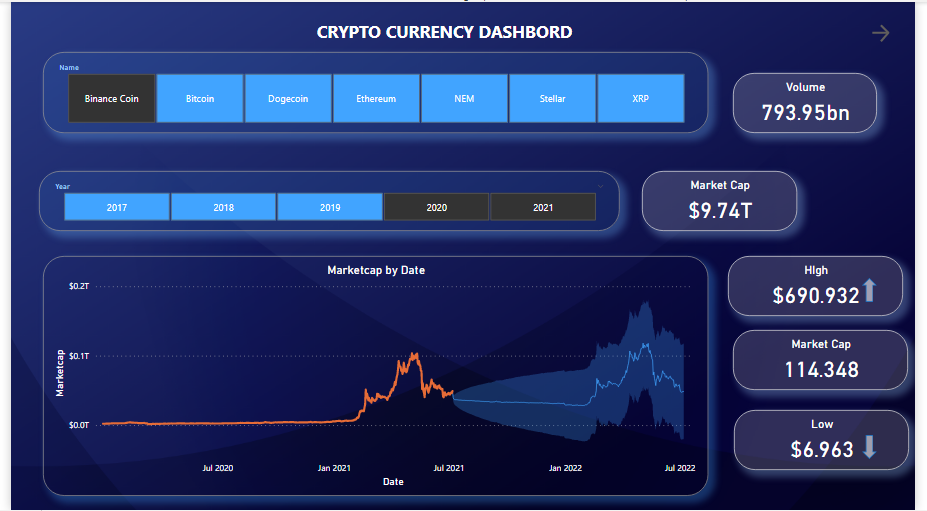 CRYPTO CURRENCY DASHBORD
Name
Binance Coin
Bitcoin
Dogecoin
Ethereum
NEM
Stellar
XRP
Volume
793.95bn
Year
2017
2018
2019
2020
2021
Market Cap
$9.74T
Marketcap by Date
$0.2T
$0.1T
$0.0T
Marketcap
Jul 2020
Jan 2021
Jul 2021
Jan 2022
Jul 2022
Date
HIgh
$690.932
Market Cap
114.348
Low
$6.963